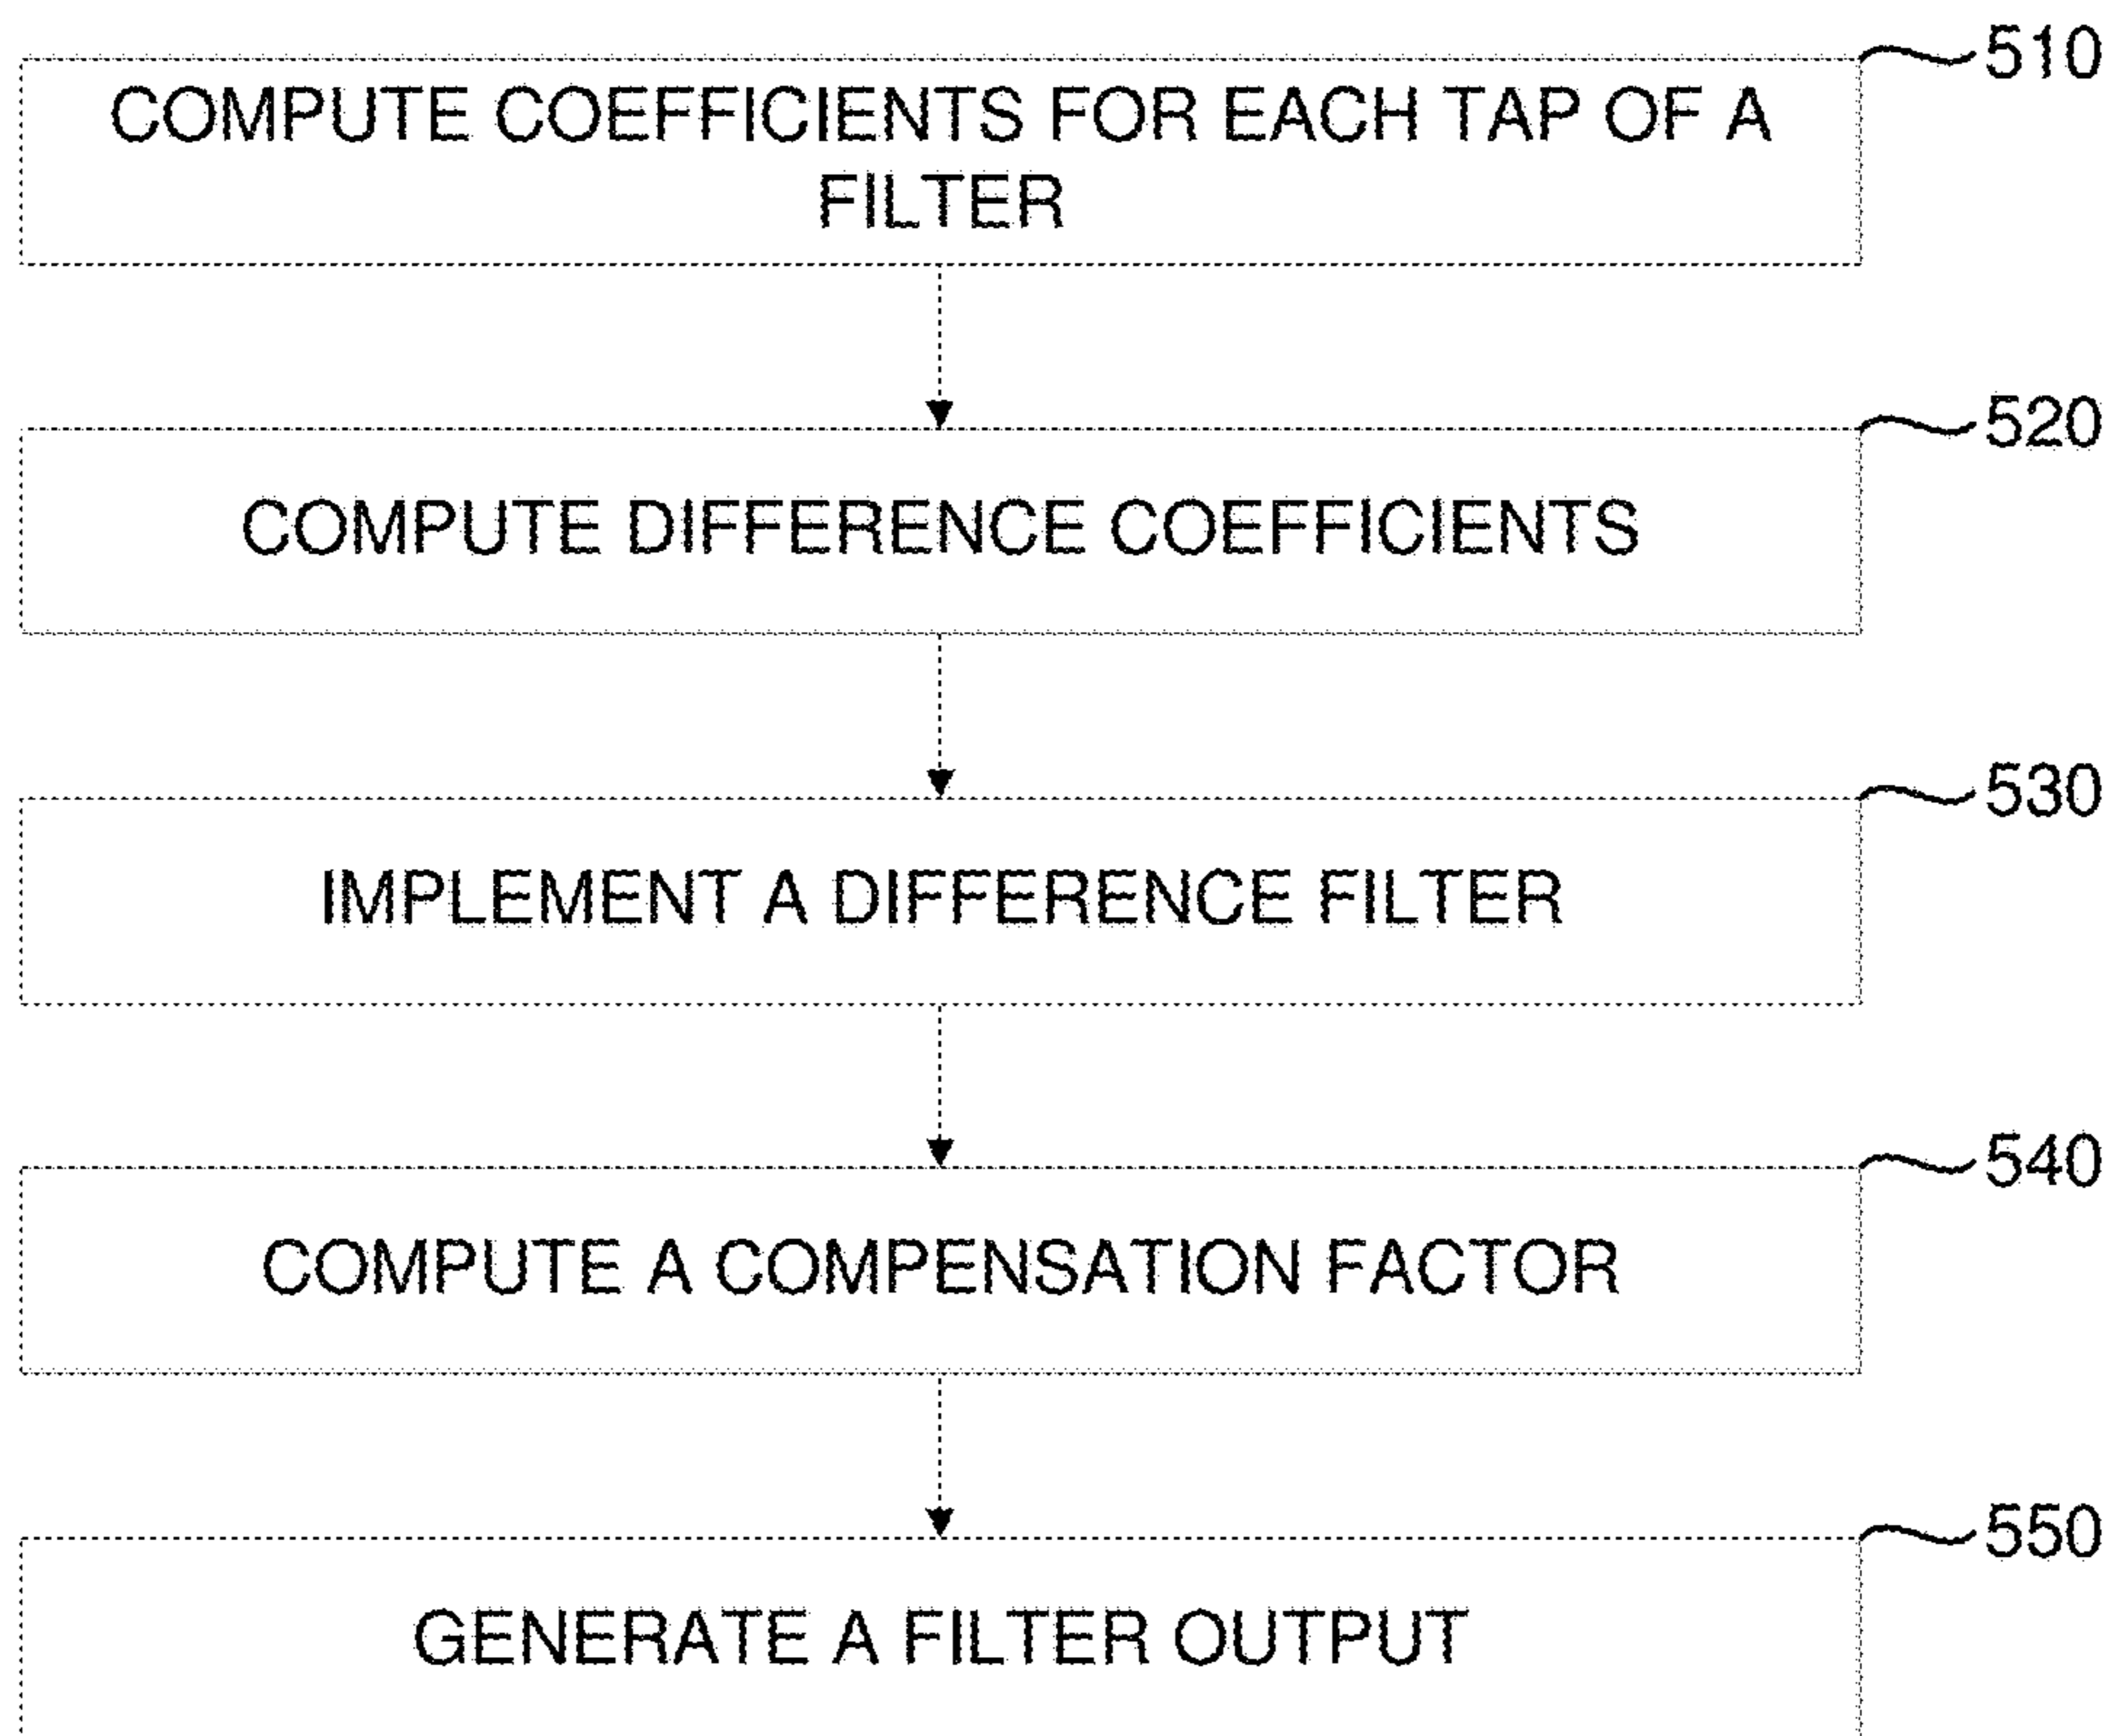 510
COMPUTE COEFFICIENTS FOR EACH TAP OF A
FILTER
520
COMPUTE DIFFERENCE COEFFICIENTS
530
IMPLEMENT A DIFFERENCE FILTER
540
COMPUTE A COMPENSATION FACTOR
550
GENERATE A FILTER OUTPUT